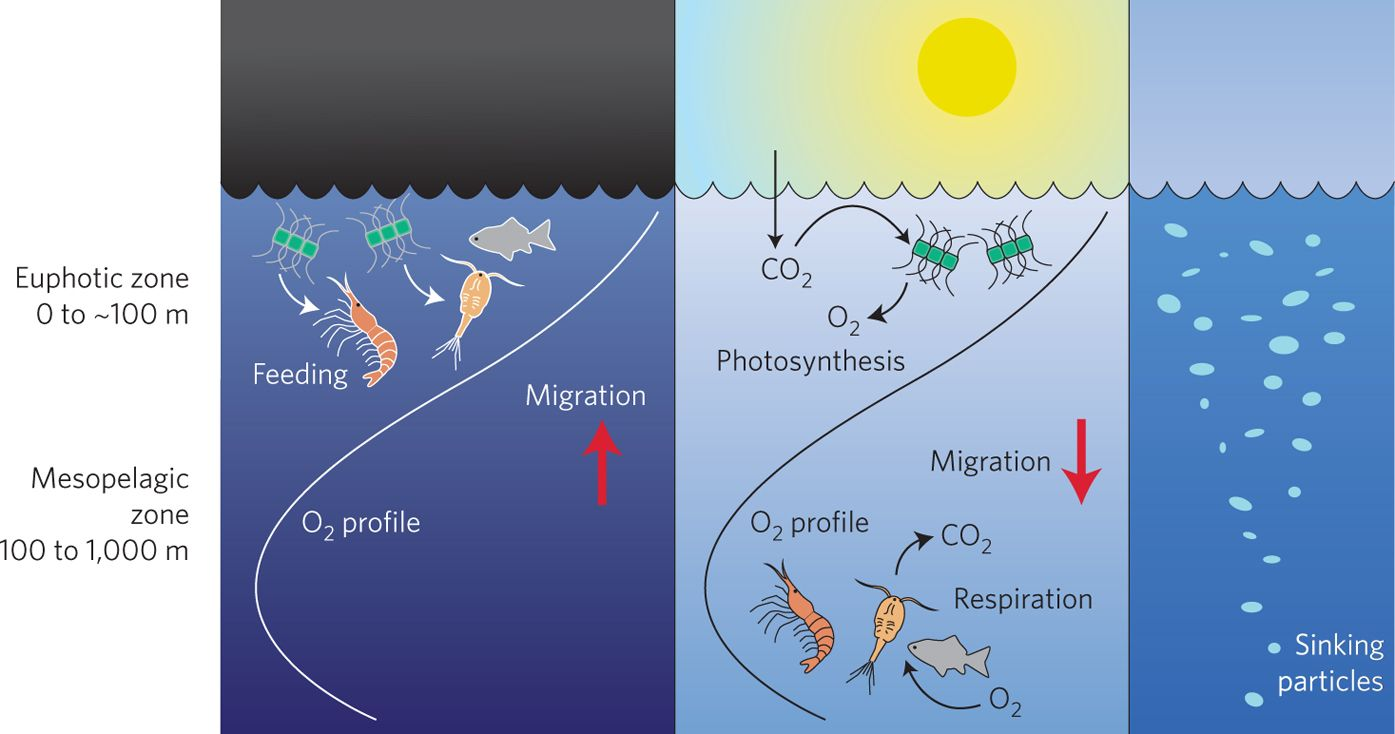 Euphotic zone
0 to ~100 m
Mesopelagic
zone
100 to 1,000 m
Feeding
Migration
O₂ profile
CO₂
O₂
Photosynthesis
Migration
O₂ profile
CO₂
Respiration
O₂
Sinking
particles